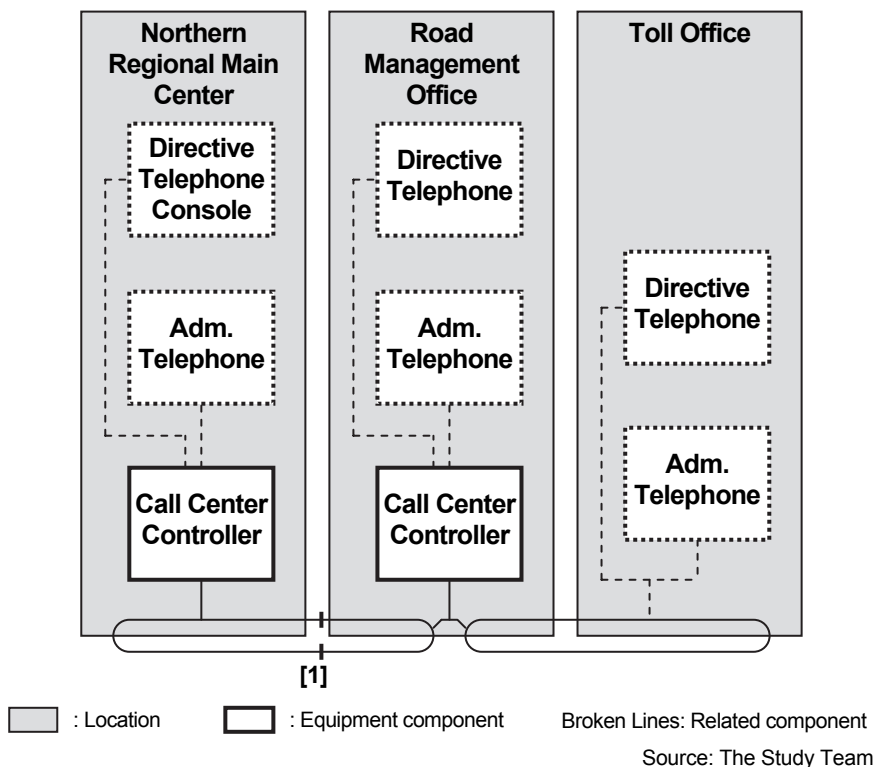 Northern
Regional Main
Center
Directive
Telephone
Console
Adm.
Telephone
Call Center
Controller
Road
Management
Office
Directive
Telephone
Adm.
Telephone
Call Center
Controller
Toll Office
Directive
Telephone
Adm.
Telephone
[1]
: Location
: Equipment component
Broken Lines: Related component
Source: The Study Team